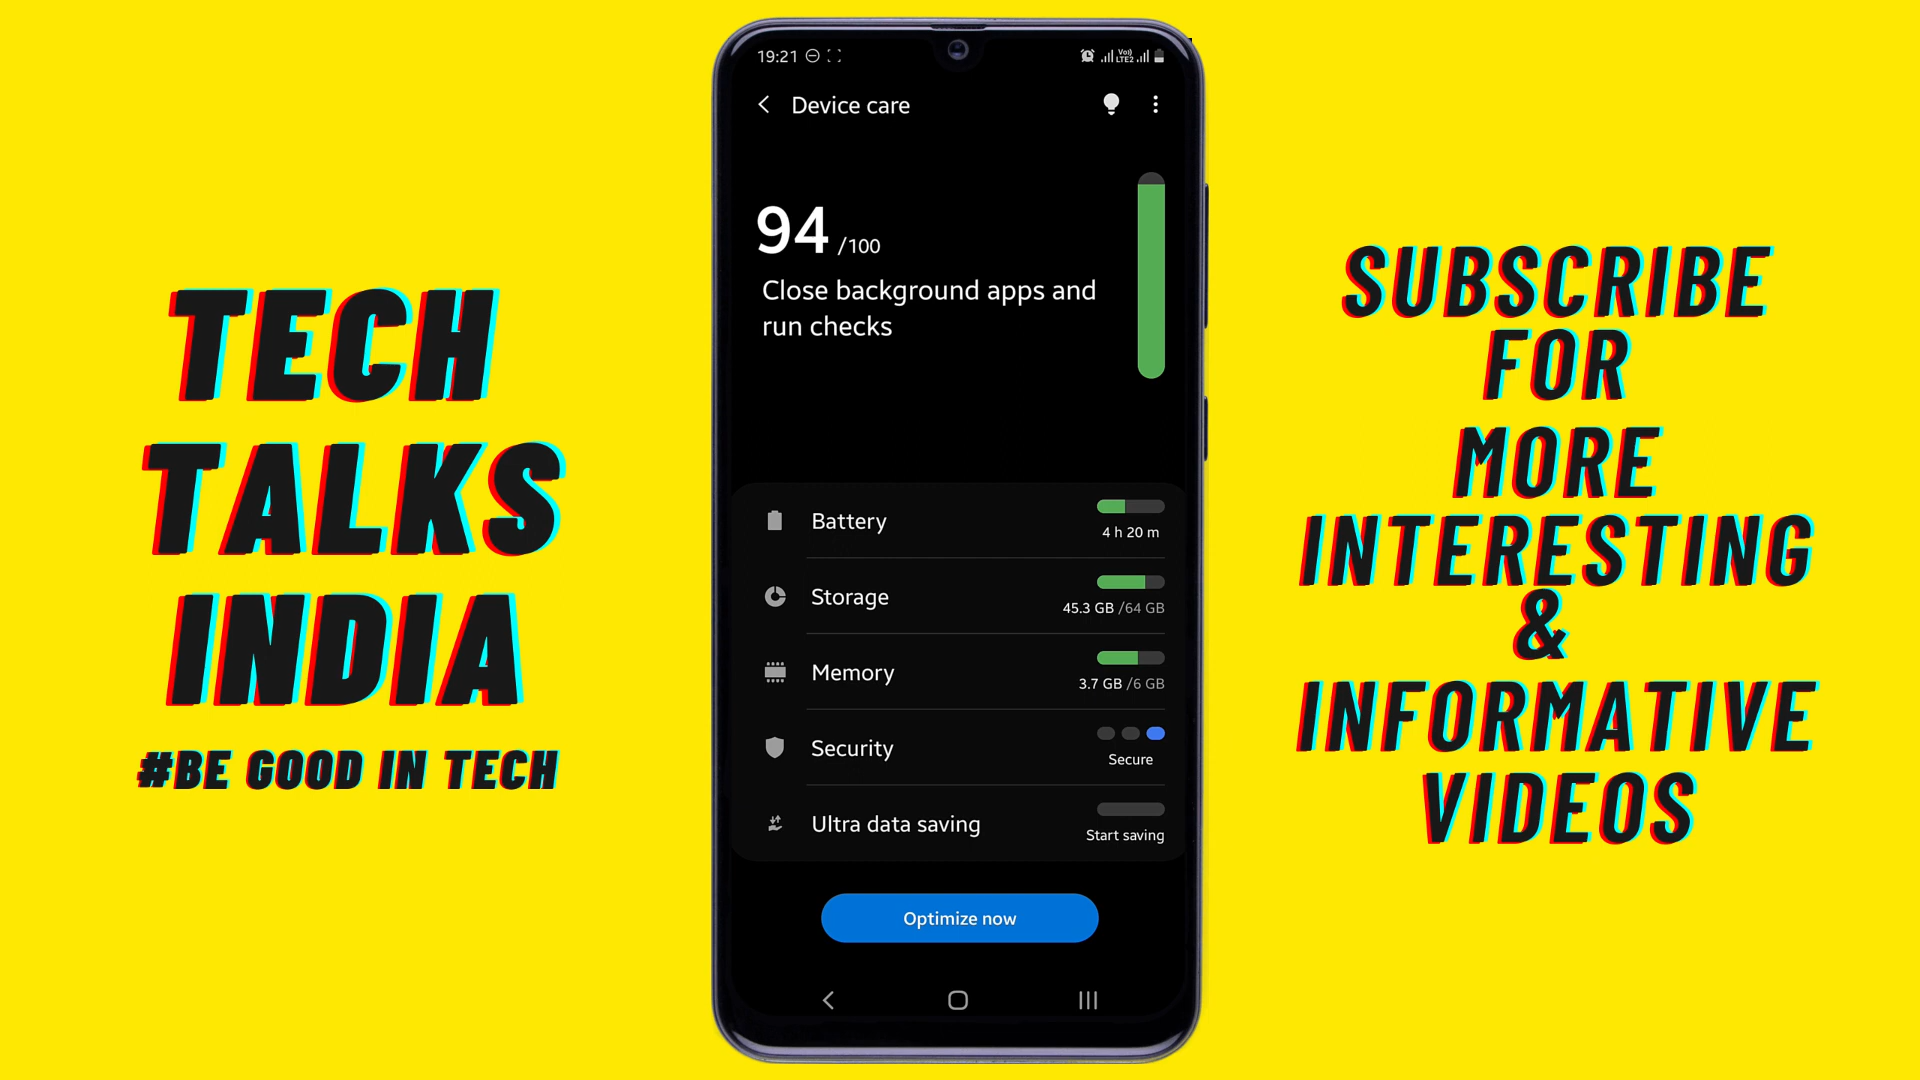 TECH
TALKS
INDIA
#BE GOOD IN TECH
19:21
Vo))
LTE2
Device care
94 /100
Close background apps and
run checks
Battery
4 h 20 m
Storage
45.3 GB /64 GB
Memory
3.7 GB /6 GB
Security
Secure
Ultra data saving
Start saving
Optimize now
SUBSCRIBE
FOR
MORE
INTERESTING
&
INFORMATIVE
VIDEOS